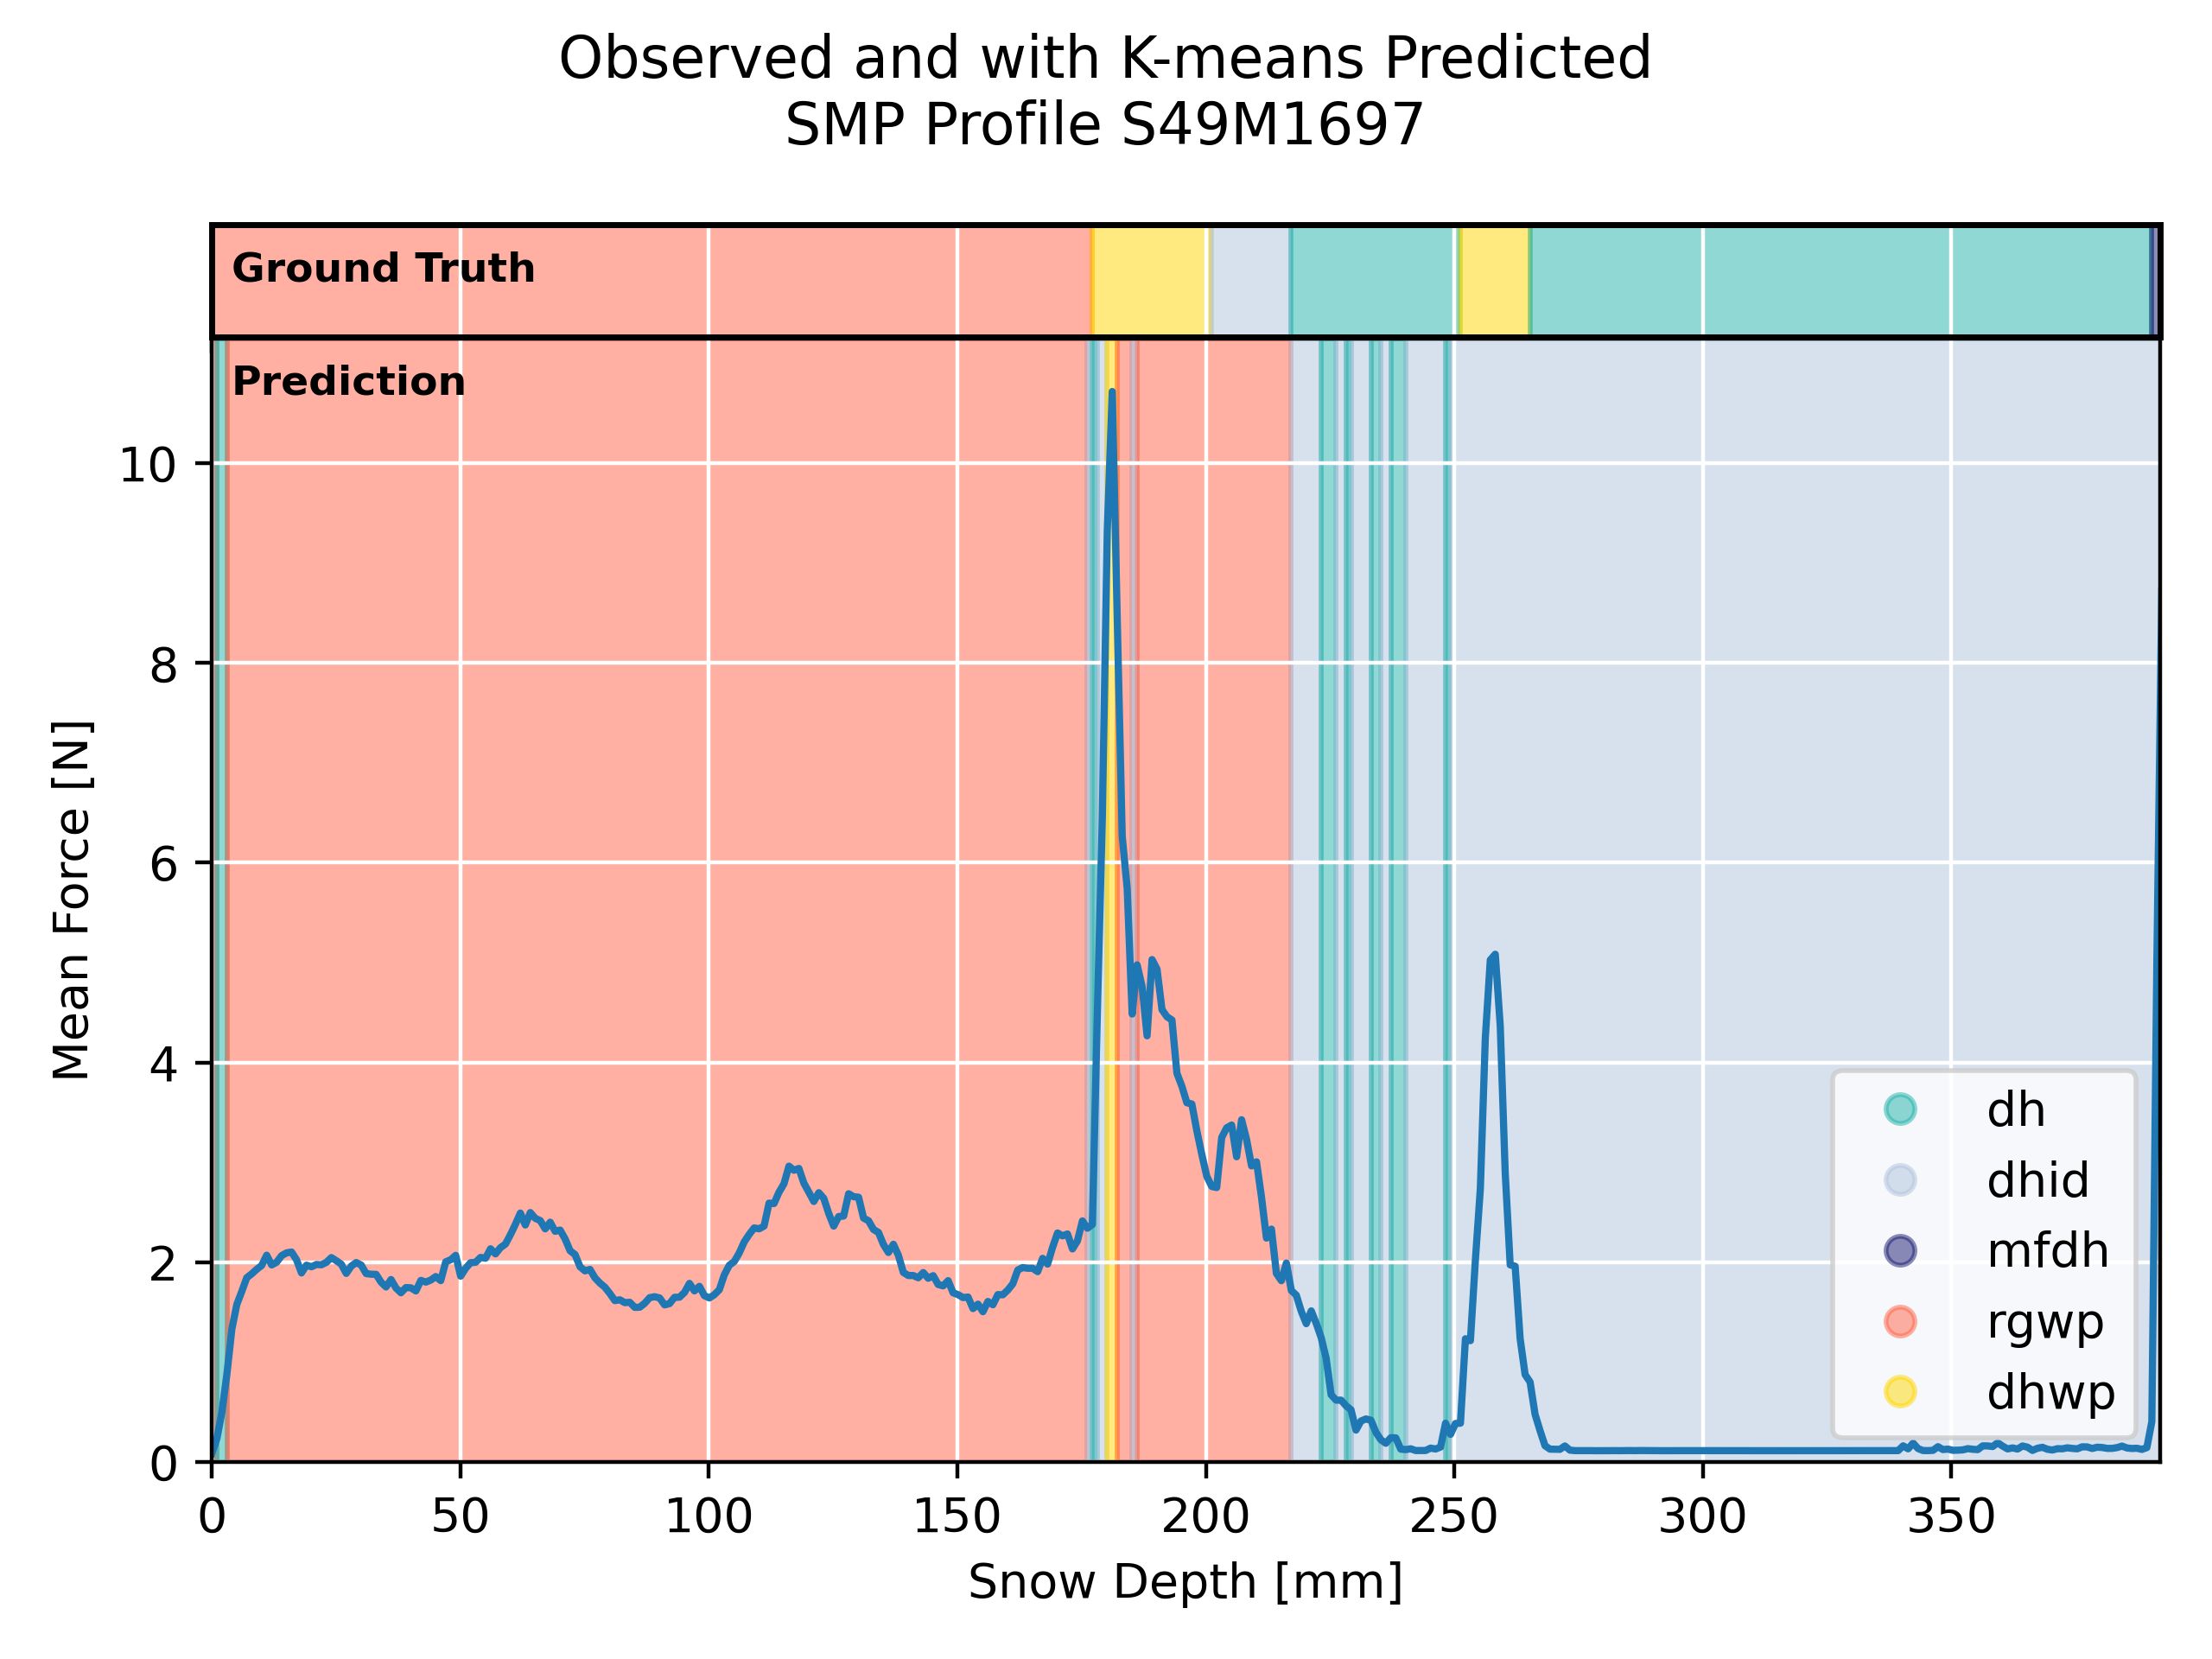 Observed and with K-means Predicted
SMP Profile S49M1697
Ground Truth
Prediction
10
8
6
4
2
0
Mean Force [N]
dh
dhid
mfdh
rgwp
dhwp
0 50 100 150 200 250 300 350
Snow Depth [mm]